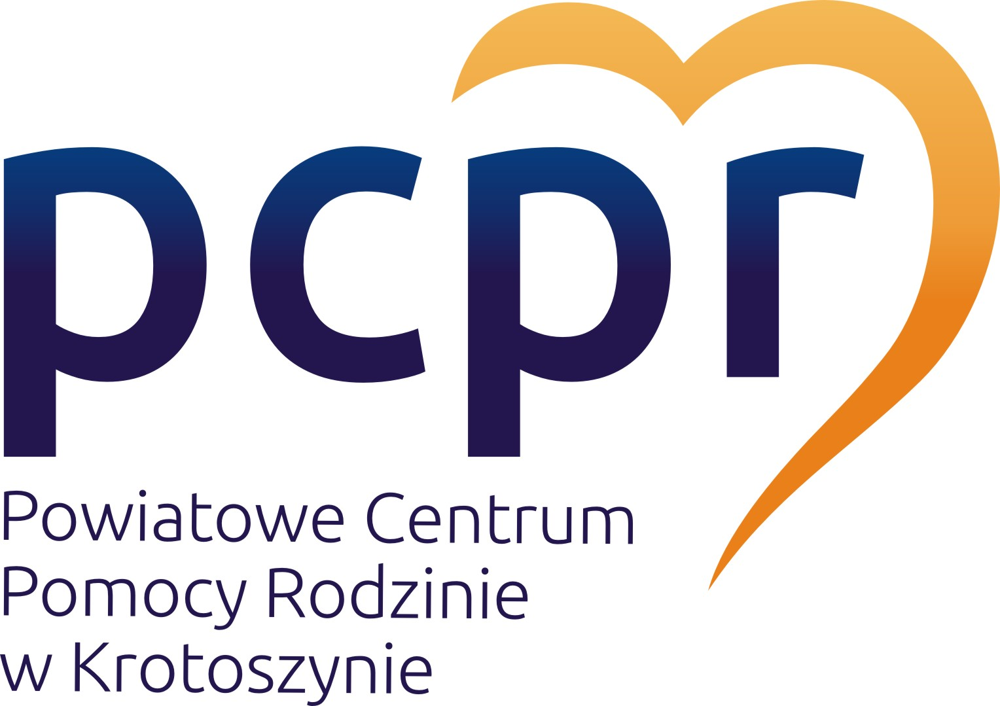 pcpr
Powiatowe Centrum
Pomocy Rodzinie
w Krotoszynie